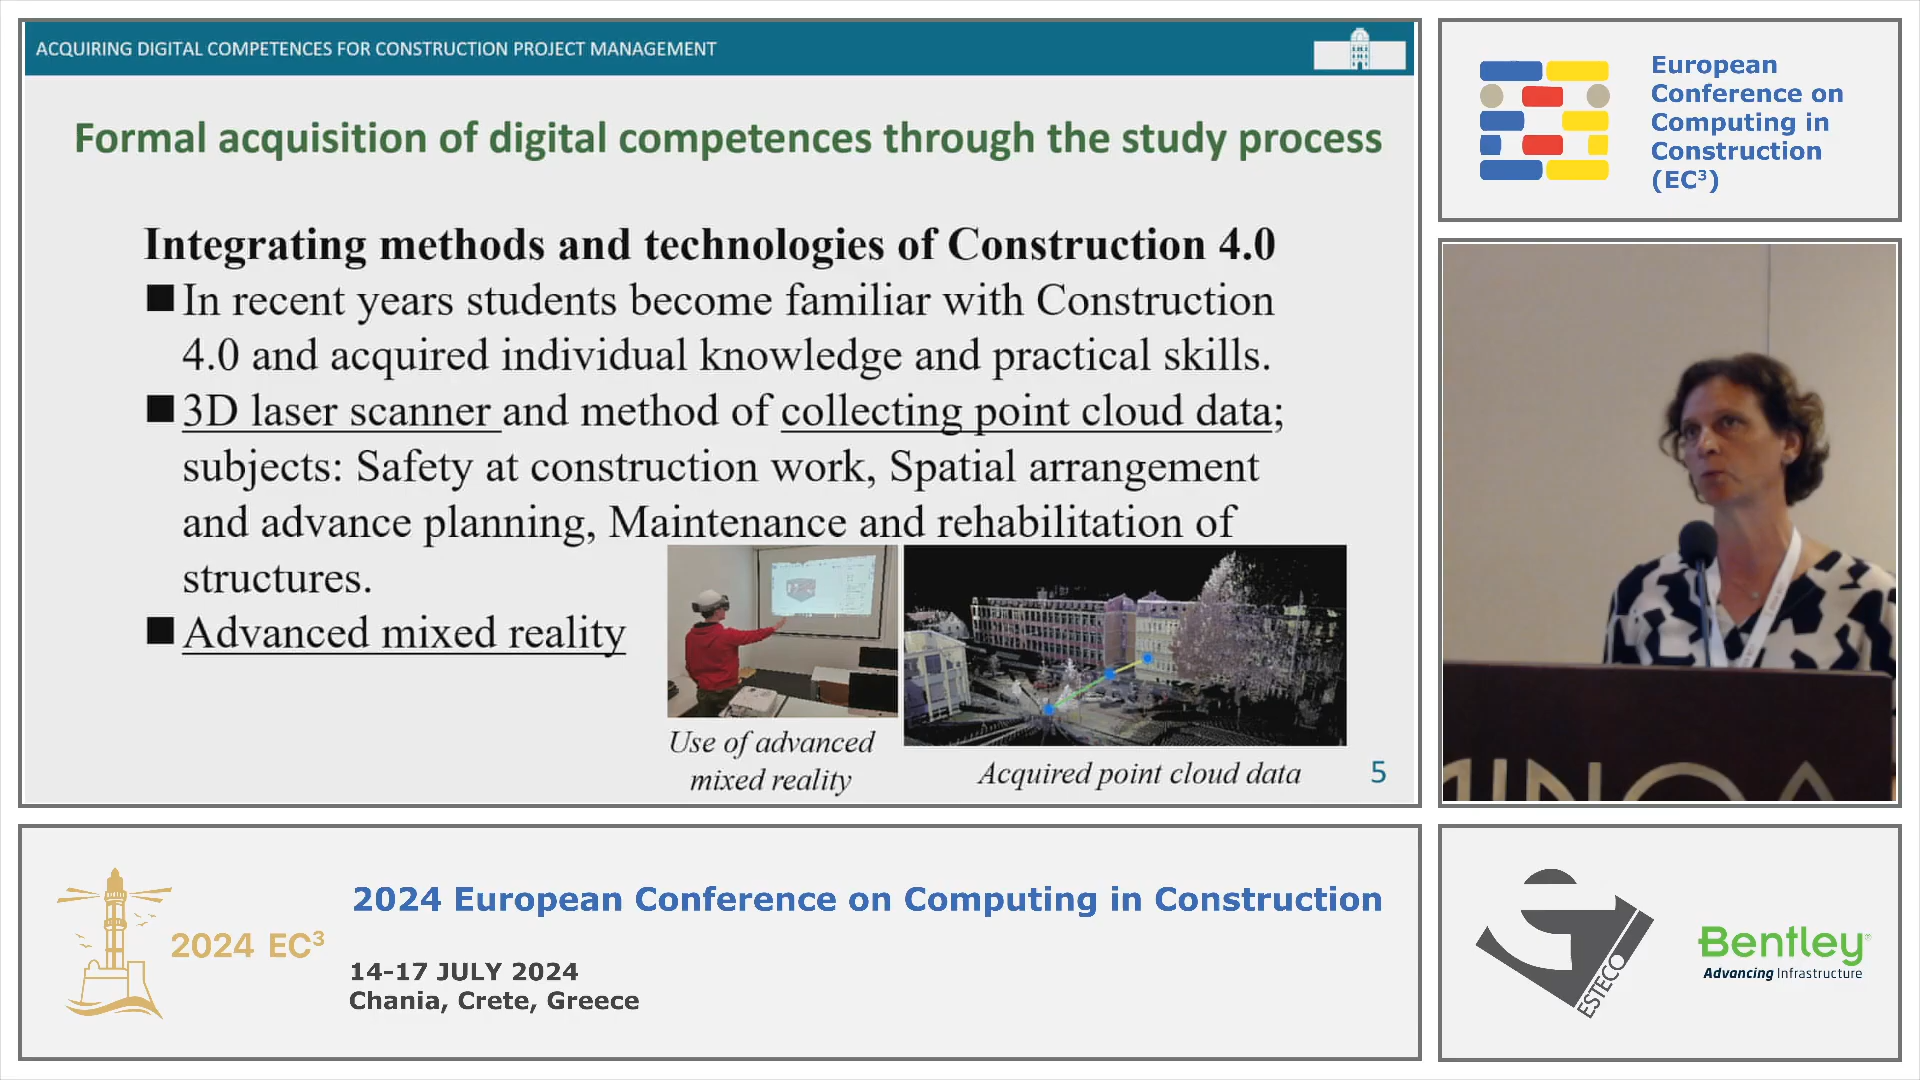 ACQUIRING DIGITAL COMPETENCES FOR CONSTRUCTION PROJECT MANAGEMENT
Formal acquisition of digital competences through the study process
Integrating methods and technologies of Construction 4.0
■In recent years students become familiar with Construction
4.0 and acquired individual knowledge and practical skills.
■3D laser scanner and method of collecting point cloud data;
subjects: Safety at construction work, Spatial arrangement
and advance planning, Maintenance and rehabilitation of
structures.
■Advanced mixed reality
Use of advanced
mixed reality
Acquired point cloud data
5
European
Conference on
Computing in
Construction
(EC³)
MINOA
2024 EC³
2024 European Conference on Computing in Construction
14-17 JULY 2024
Chania, Crete, Greece
ESTECO
Bentley®
Advancing Infrastructure